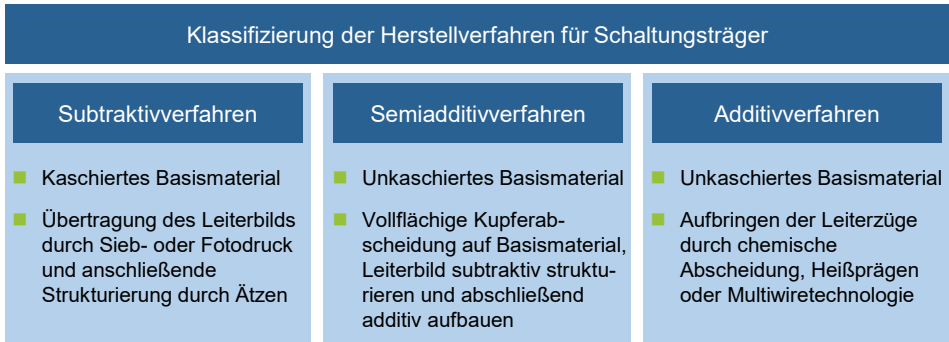 Klassifizierung der Herstellverfahren für Schaltungsträger
Subtraktivverfahren
Kaschiertes Basismaterial
Übertragung des Leiterbilds
durch Sieb- oder Fotodruck
und anschließende
Strukturierung durch Ätzen
Semiadditivverfahren
Unkaschiertes Basismaterial
Vollflächige Kupferab-
scheidung auf Basismaterial,
Leiterbild subtraktiv struktu-
rieren und abschließend
additiv aufbauen
Additivverfahren
Unkaschiertes Basismaterial
Aufbringen der Leiterzüge
durch chemische
Abscheidung, Heißprägen
oder Multiwiretechnologie